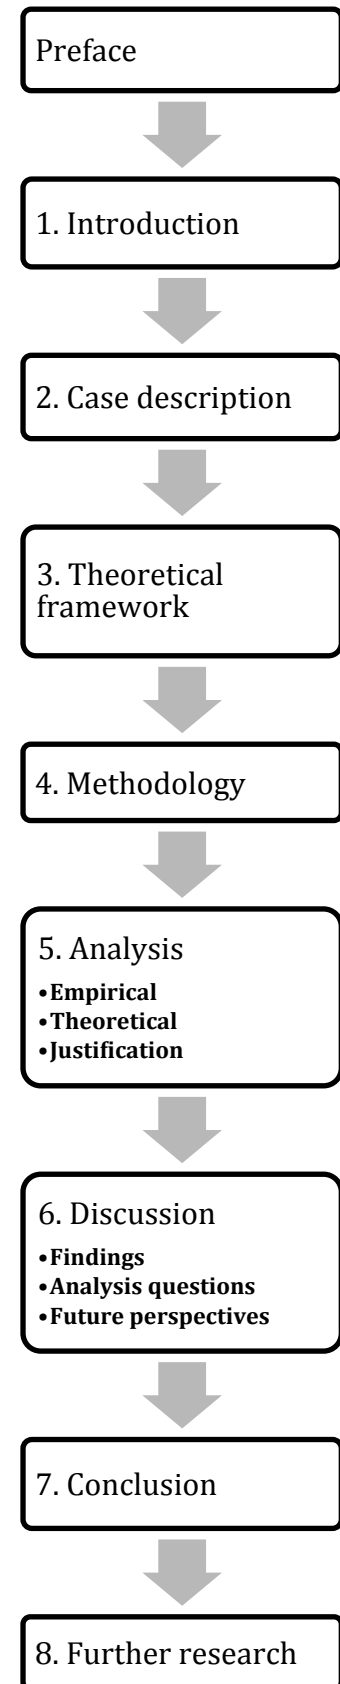 Preface
1. Introduction
2. Case description
3. Theoretical
framework
4. Methodology
5. Analysis
•Empirical
•Theoretical
•Justification
6. Discussion
•Findings
•Analysis questions
•Future perspectives
7. Conclusion
8. Further research